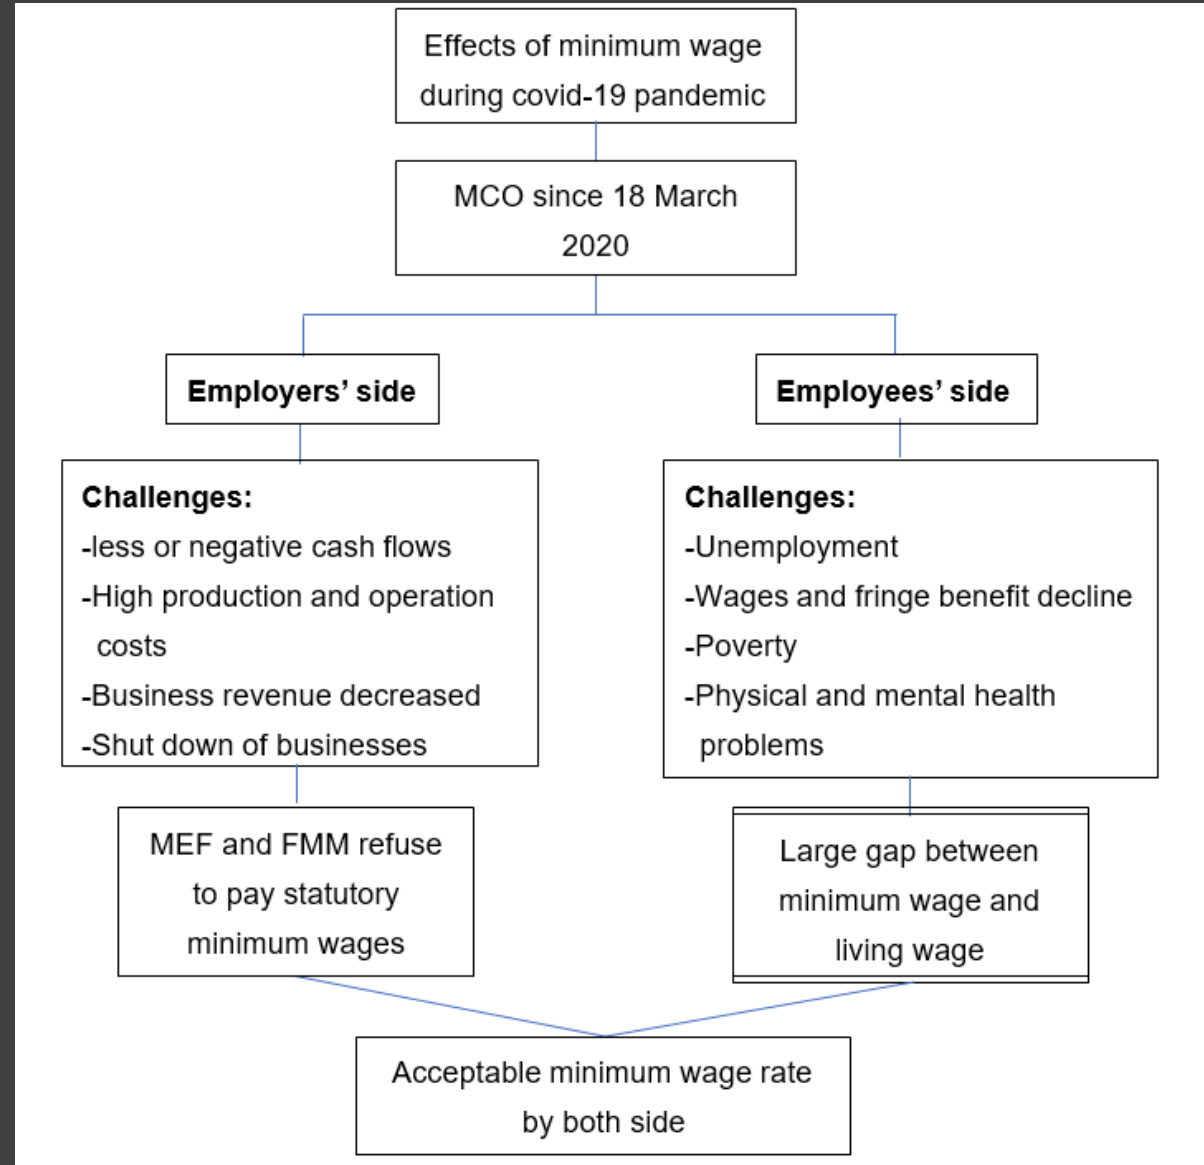 Effects of minimum wage
during covid-19 pandemic
MCO since 18 March
2020
Employers’ side
Employees’ side
Challenges:
-less or negative cash flows
-High production and operation
costs
-Business revenue decreased
-Shut down of businesses
Challenges:
-Unemployment
-Wages and fringe benefit decline
-Poverty
-Physical and mental health
problems
MEF and FMM refuse
to pay statutory
minimum wages
Large gap between
minimum wage and
living wage
Acceptable minimum wage rate
by both side